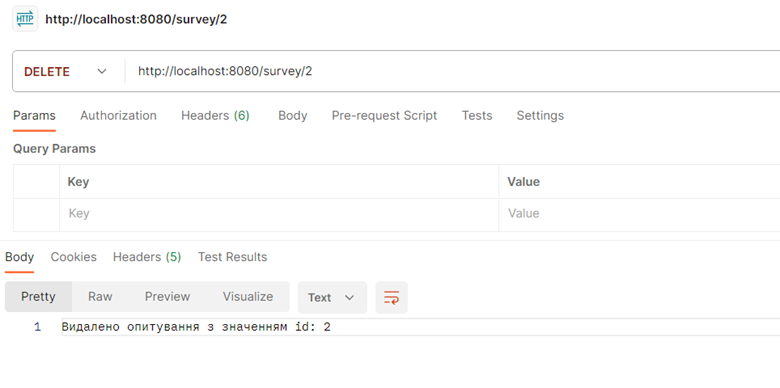 HTTP http://localhost:8080/survey/2
DELETE http://localhost:8080/survey/2
Params Authorization Headers (6) Body Pre-request Script Tests Settings
Query Params
Key Value
Key Value
Body Cookies Headers (5) Test Results
Pretty Raw Preview Visualize Text
1 Видалено опитування з значенням id: 2